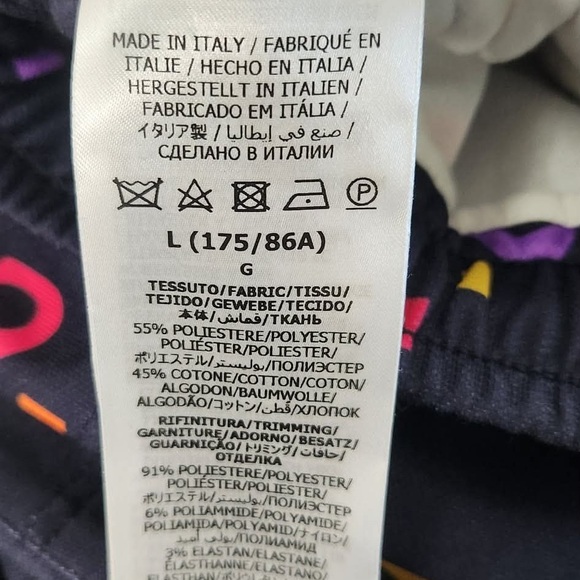 MADE IN ITALY / FABRIQUÉ EN
ITALIE / HECHO EN ITALIA /
HERGESTELLT IN ITALIEN /
FABRICADO EM ITÁLIA /
イタリア製 / صنع في إيطاليا /
СДЕЛАНО В ИТАЛИИ
P
L (175/86A)
G
TESSUTO/FABRIC/TISSU/
TEJIDO/GEWEBE/TECIDO/
本体/قماش/ТКАНЬ
55% POLIESTERE/POLYESTER/
POLIÉSTER/POLIESTER/
ポリエステル/بوليستر/ПОЛИЭСТЕР
45% COTONE/COTTON/COTON/
ALGODON/BAUMWOLLE/
ALGODÃO/コットン/قطن/ХЛОПОК
RIFINITURA/TRIMMING/
GARNITURE/ADORNO/BESATZ/
GUARNIÇÃO/トリミング/حافات/
ОТДЕЛКА
91% POLIESTERE/POLYESTER/
POLIÉSTER/POLIESTER/
ポリエステル/بوليستر/ПОЛИЭСТЕР
6% POLIAMMIDE/POLYAMIDE/
POLIAMIDA/POLYAMID/ナイロン/
بولي أميد/ПОЛИАМИД
3% ELASTAN/ELASTANE/
ÉLASTHANNE/ELASTANO/